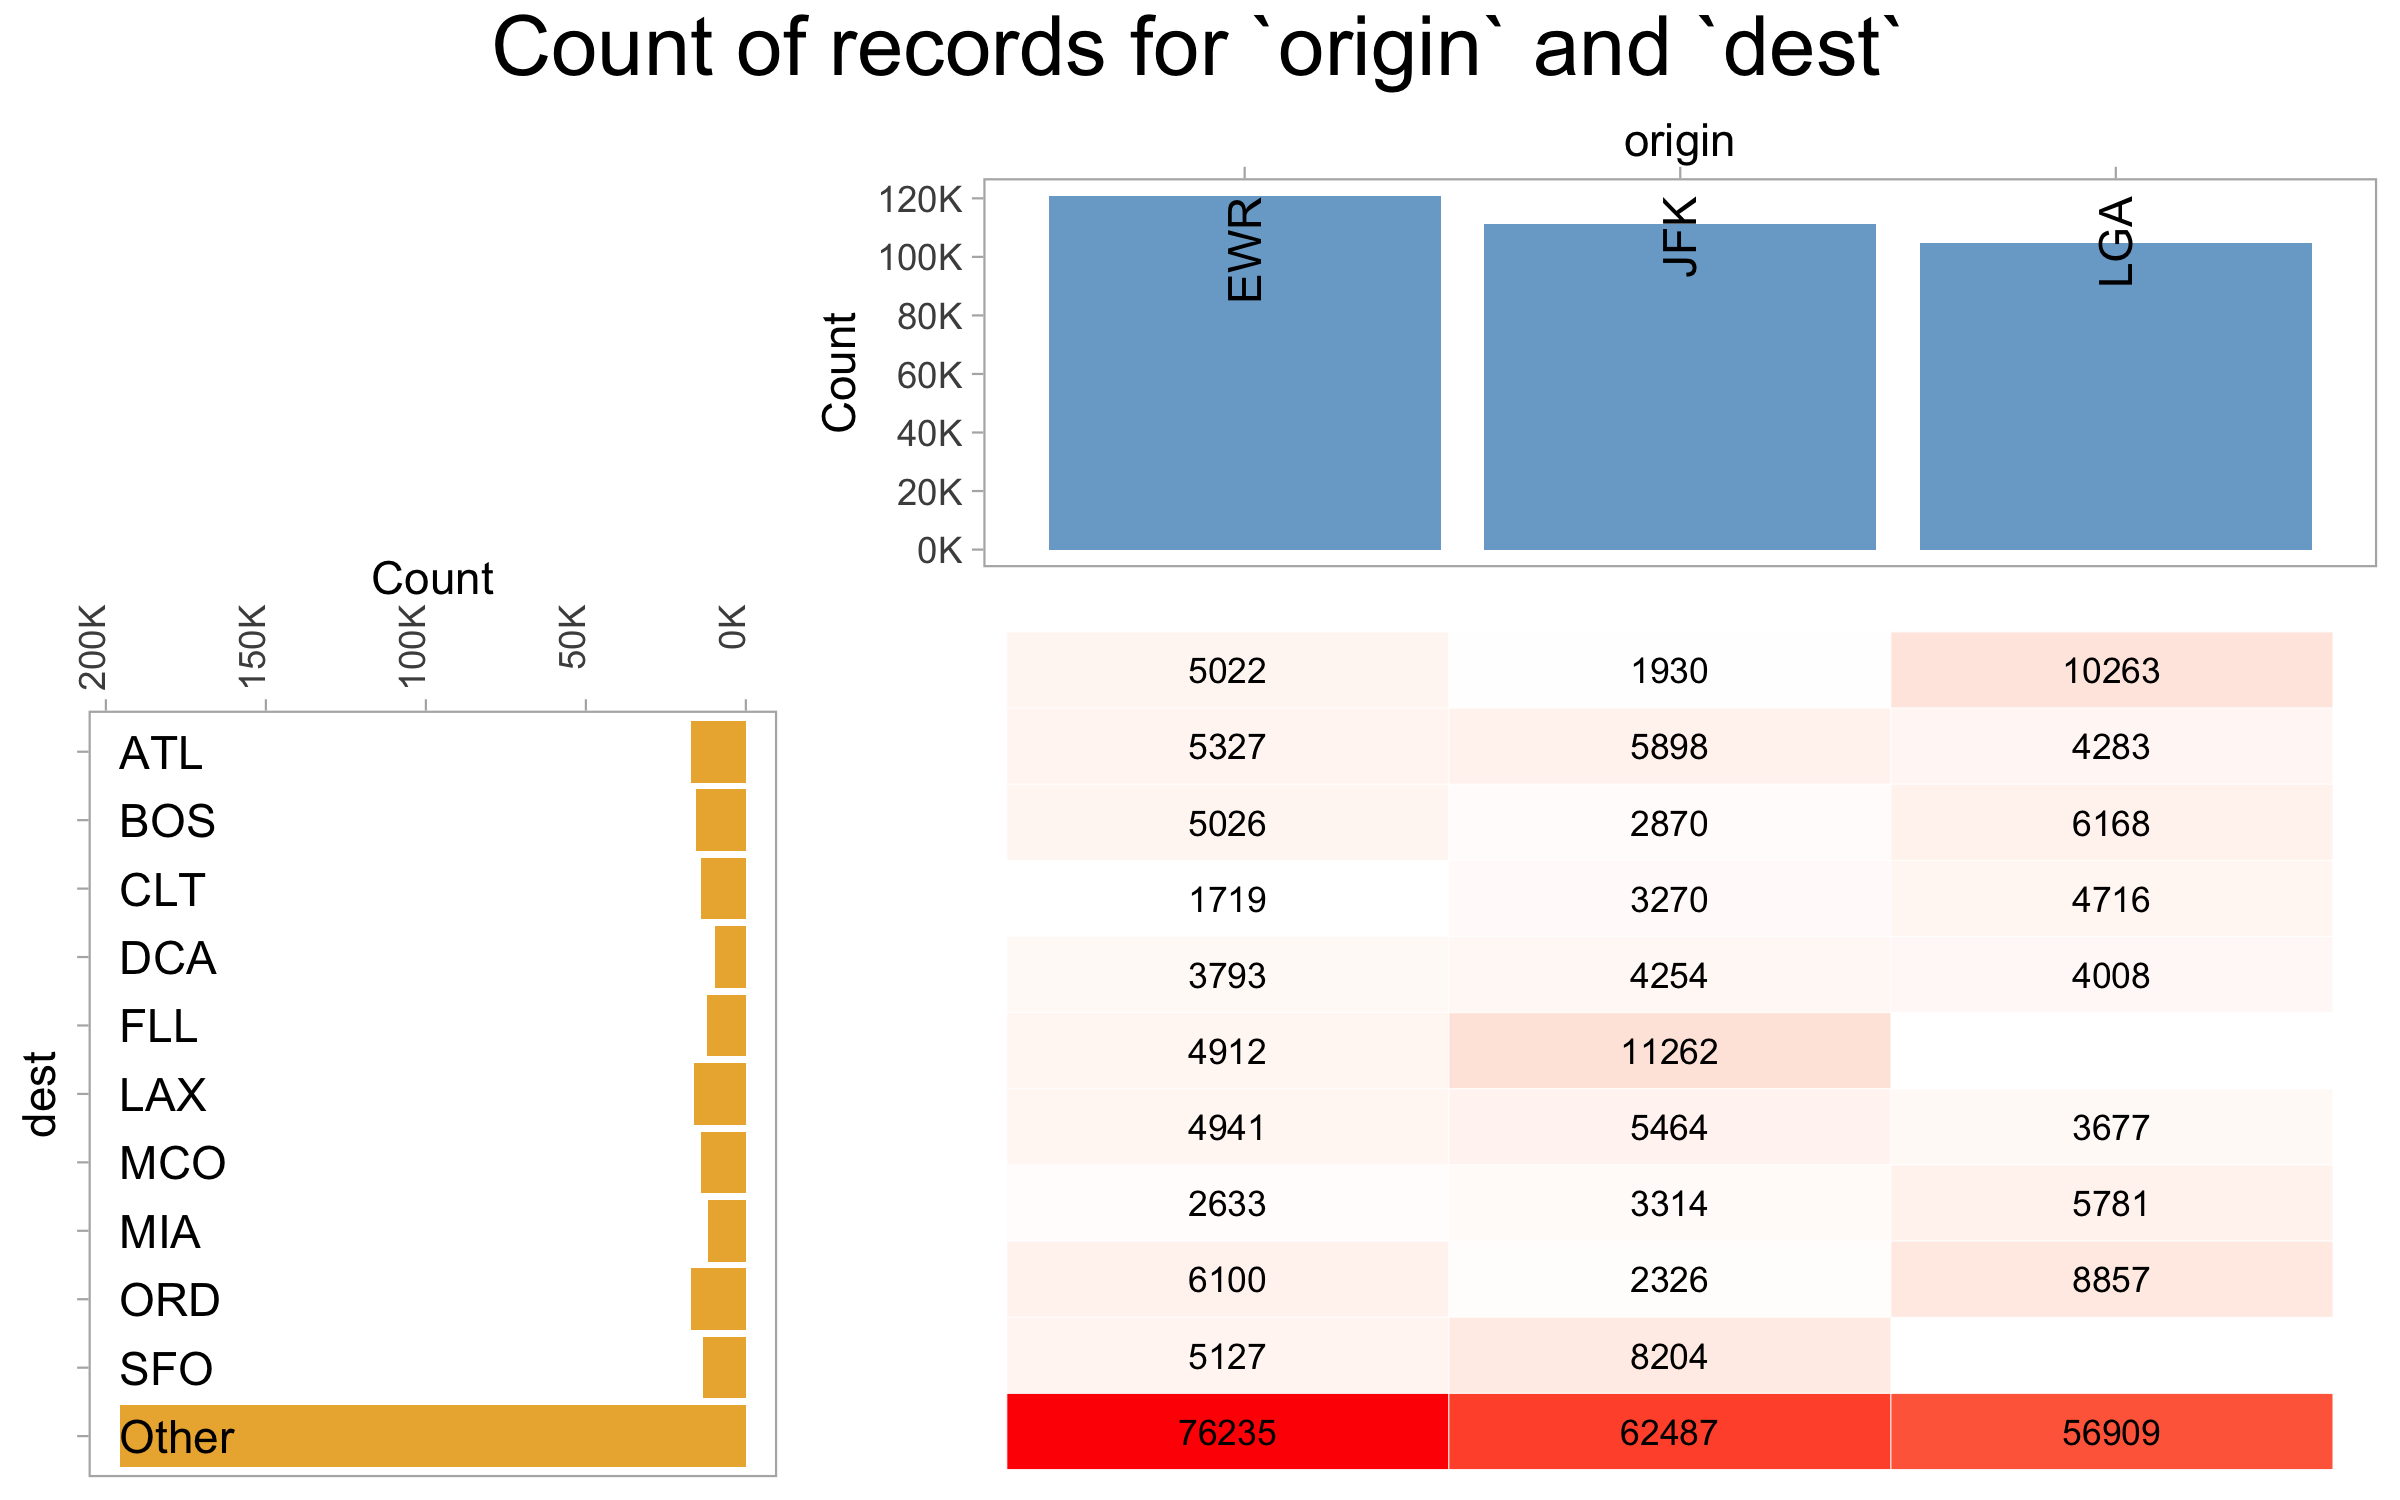 Count of records for `origin` and `dest`
origin
Count
120K
100K
80K
60K
40K
20K
0K
EWR JFK LGA
Count
200K 150K 100K 50K 0K
dest
ATL
BOS
CLT
DCA
FLL
LAX
MCO
MIA
ORD
SFO
Other
5022 1930 10263
5327 5898 4283
5026 2870 6168
1719 3270 4716
3793 4254 4008
4912 11262
4941 5464 3677
2633 3314 5781
6100 2326 8857
5127 8204
76235 62487 56909